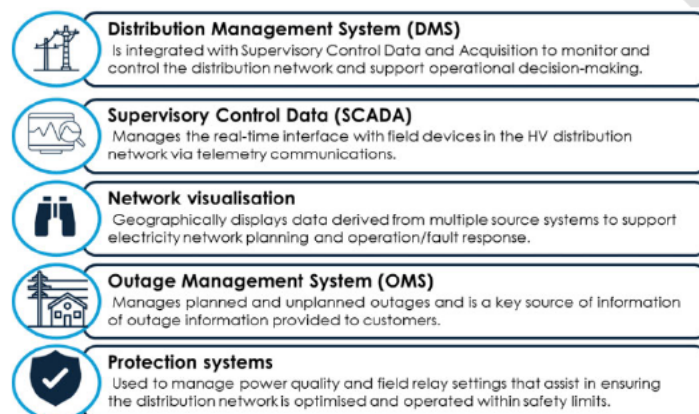 Distribution Management System (DMS)
Is integrated with Supervisory Control Data and Acquisition to monitor and
control the distribution network and support operational decision-making.
Supervisory Control Data (SCADA)
Manages the real-time interface with field devices in the HV distribution
network via telemetry communications.
Network visualisation
Geographically displays data derived from multiple source systems to support
electricity network planning and operation/fault response.
Outage Management System (OMS)
Manages planned and unplanned outages and is a key source of information
of outage information provided to customers.
Protection systems
Used to manage power quality and field relay settings that assist in ensuring
the distribution network is optimised and operated within safety limits.